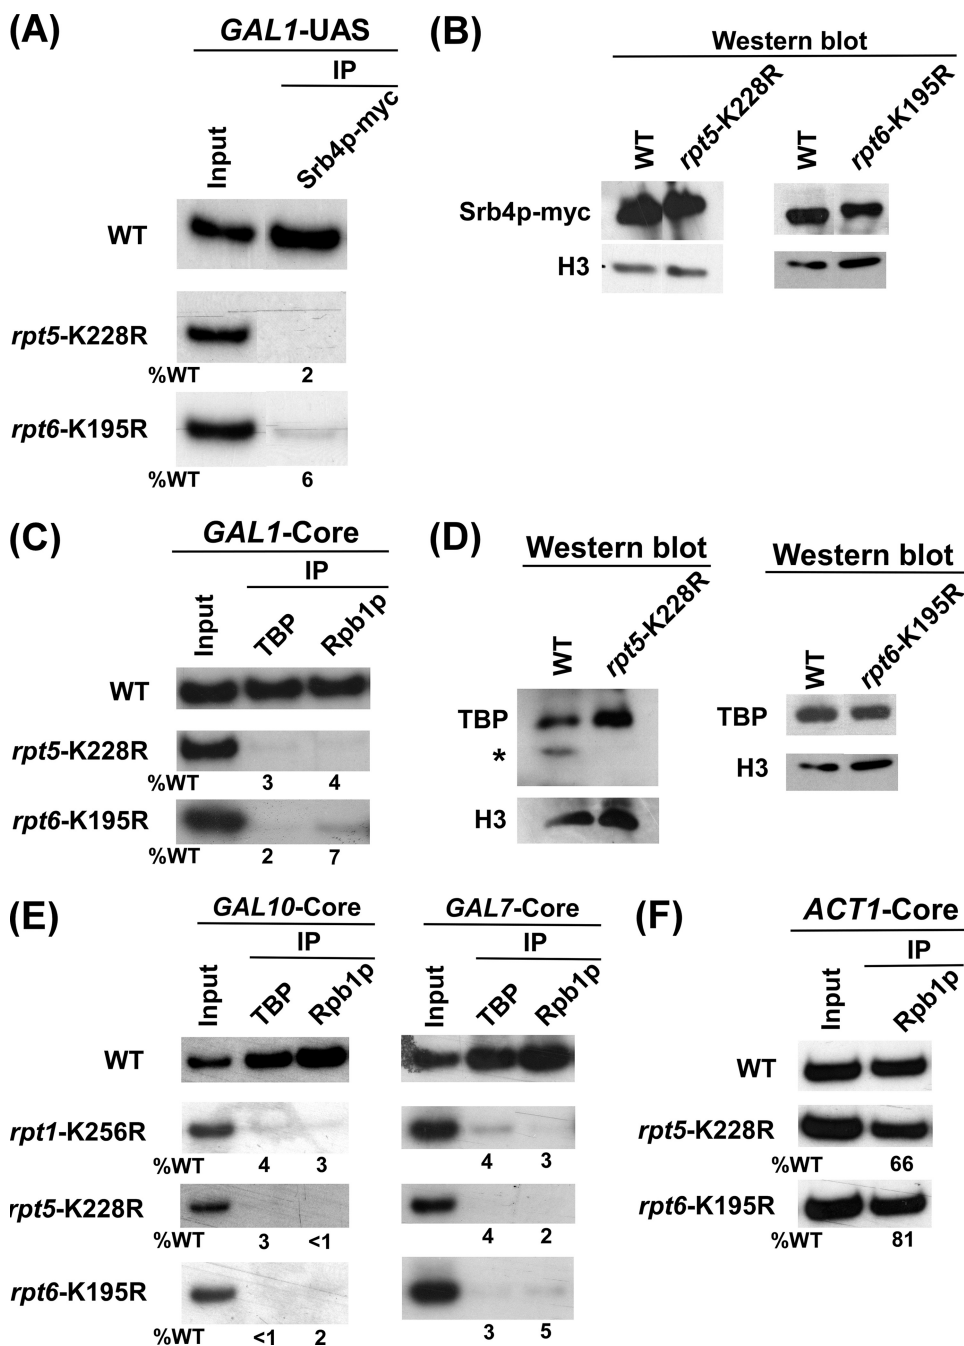 (A)
GAL1-UAS
IP
Input
Srb4p-myc
WT
rpt5-K228R
%WT 2
rpt6-K195R
%WT 6
(B)
Western blot
WT
rpt5-K228R
WT
rpt6-K195R
Srb4p-myc
H3
(C)
GAL1-Core
IP
Input
TBP
Rpb1p
WT
rpt5-K228R
%WT 3 4
rpt6-K195R
%WT 2 7
(D)
Western blot
WT
rpt5-K228R
TBP
*
H3
Western blot
WT
rpt6-K195R
TBP
H3
(E)
GAL10-Core
IP
Input
TBP
Rpb1p
GAL7-Core
IP
Input
TBP
Rpb1p
WT
rpt1-K256R
%WT 4 3 4 3
rpt5-K228R
%WT 3 <1 4 2
rpt6-K195R
%WT <1 2 3 5
(F)
ACT1-Core
IP
Input
Rpb1p
WT
rpt5-K228R
%WT 66
rpt6-K195R
%WT 81